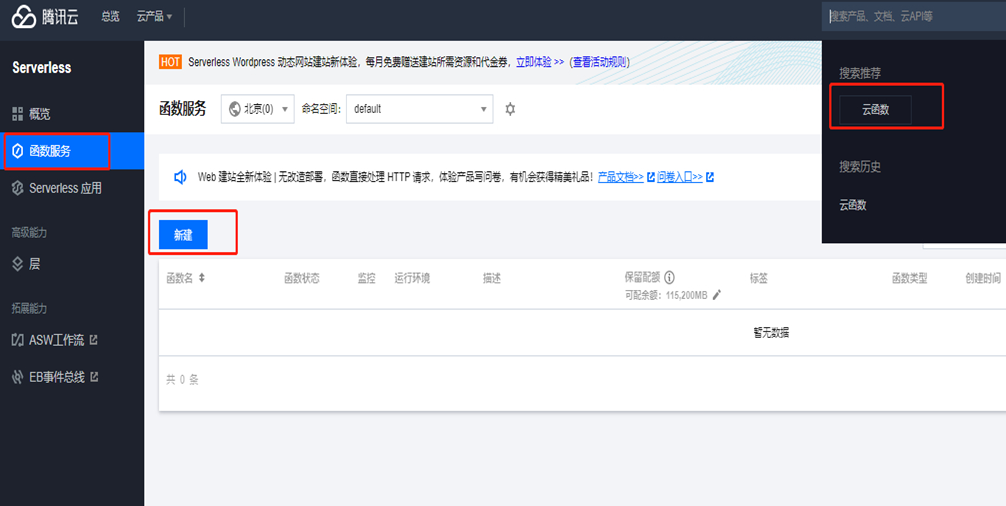 腾讯云 总览 云产品
搜索产品、文档、云API等
Serverless
概览
函数服务
Serverless 应用
高级能力
层
拓展能力
ASW工作流
EB事件总线
HOT Serverless Wordpress 动态网站建站新体验，每月免费赠送建站所需资源和代金券，立即体验 >>（查看活动规则）
函数服务 北京(0) 命名空间： default
Web 建站全新体验 | 无改造部署，函数直接处理 HTTP 请求，体验产品写问卷，有机会获得精美礼品！产品文档>> 问卷入口>>
新建
函数名 函数状态 监控 运行环境 描述 保留配额 标签 函数类型 创建时间
可配余额：115,200MB
暂无数据
共 0 条
搜索推荐
云函数
搜索历史
云函数